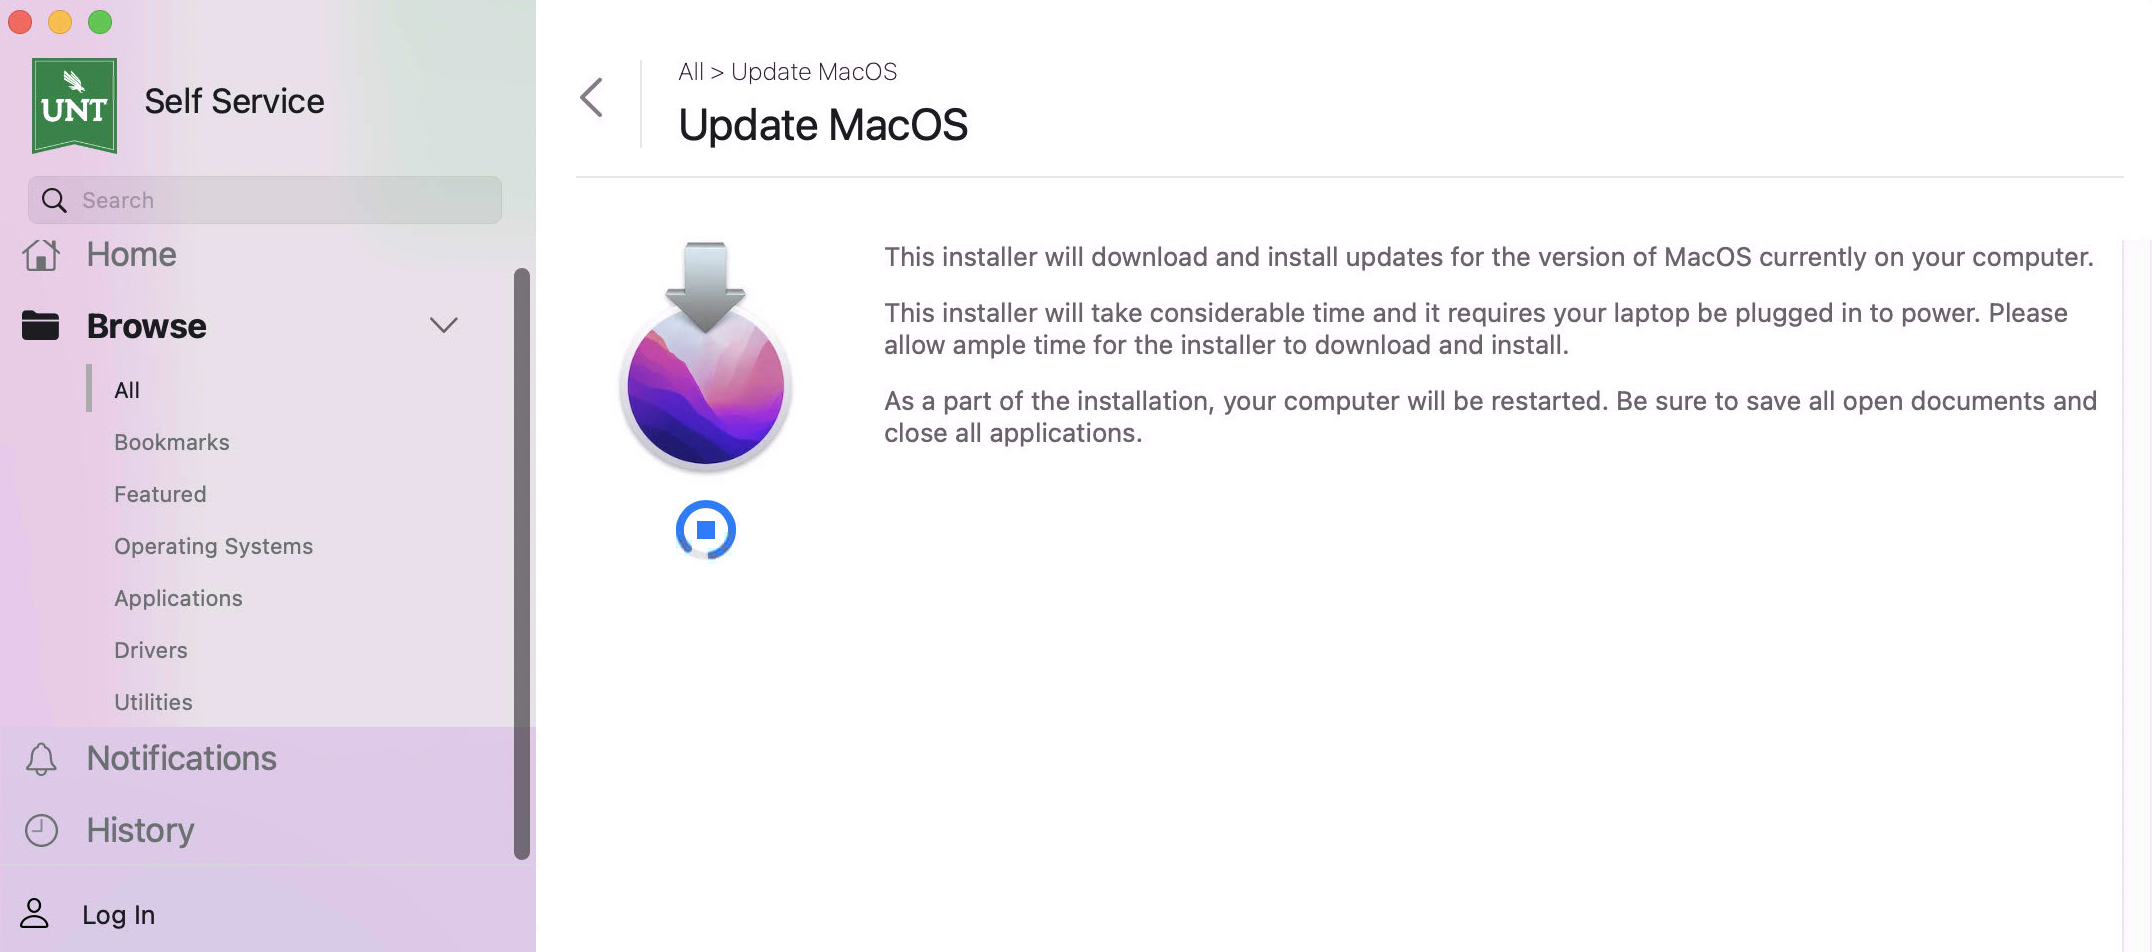 UNT
Self Service
Search
Home
Browse
All
Bookmarks
Featured
Operating Systems
Applications
Drivers
Utilities
Notifications
History
Log In
All > Update MacOS
Update MacOS
This installer will download and install updates for the version of MacOS currently on your computer.
This installer will take considerable time and it requires your laptop be plugged in to power. Please
allow ample time for the installer to download and install.
As a part of the installation, your computer will be restarted. Be sure to save all open documents and
close all applications.